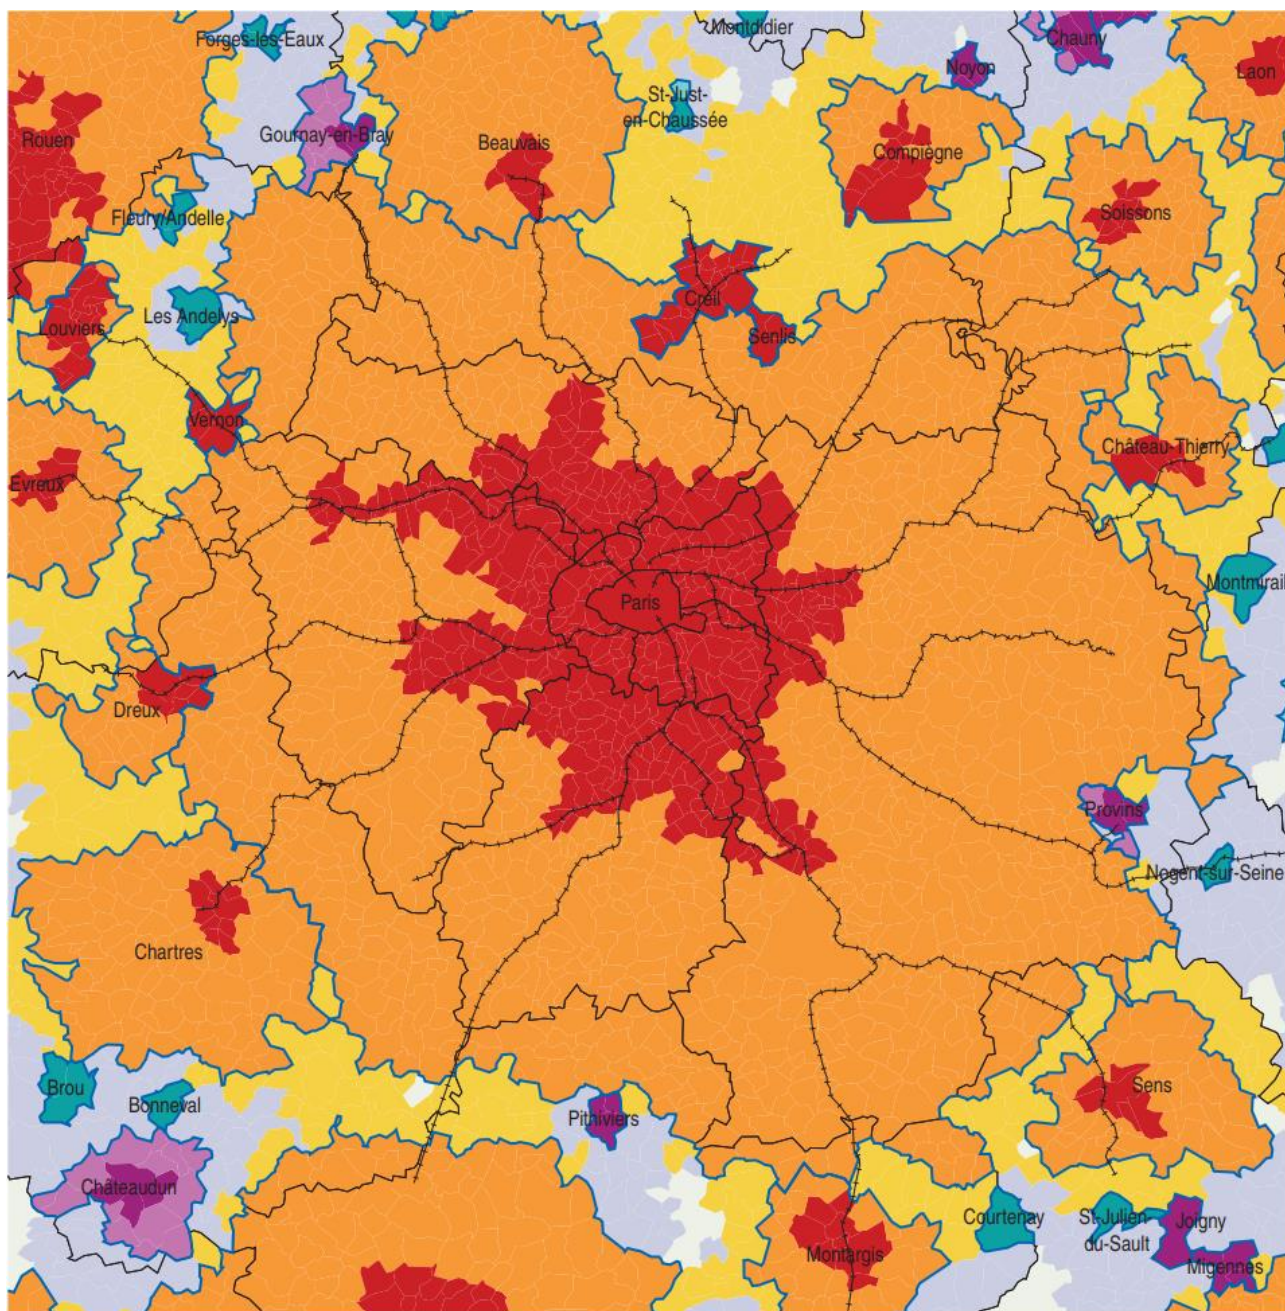 Forges-les-Eaux
Montdidier
Chauny
Noyon
Laon
Rouen
Gournay-en-Bray
Beauvais
St-Just-
en-Chaussée
Compiègne
Fleury/Andelle
Soissons
Louviers
Les Andelys
Creil
Senlis
Vernon
Château-Thierry
Evreux
Paris
Montmirail
Dreux
Provins
Nogent-sur-Seine
Chartres
Brou
Bonneval
Pithiviers
Sens
Châteaudun
Courtenay
St-Julien-
du-Sault
Joigny
Montargis
Migennes